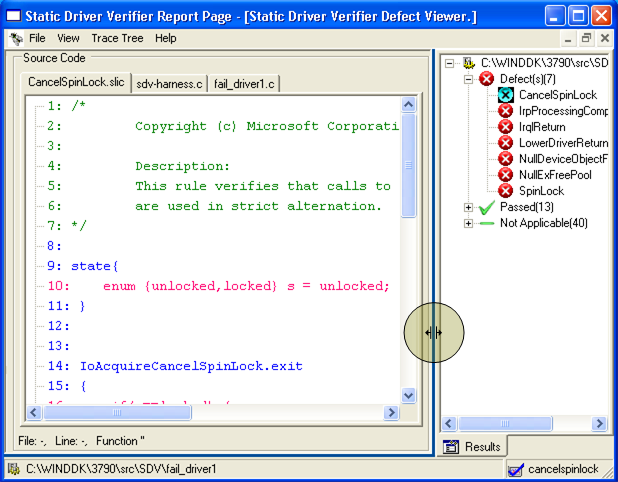 Static Driver Verifier Report Page - [Static Driver Verifier Defect Viewer.]
File View Trace Tree Help
Source Code
CancelSpinLock.slic sdv-harness.c fail_driver1.c
1: /*
2: Copyright (c) Microsoft Corporati
3:
4: Description:
5: This rule verifies that calls to
6: are used in strict alternation.
7: */
8:
9: state{
10: enum {unlocked,locked} s = unlocked;
11: }
12:
13:
14: IoAcquireCancelSpinLock.exit
15: {
File: -, Line: -, Function ''
C:\WINDDK\3790\src\SD
Defect(s)(7)
CancelSpinLock
IrpProcessingComp
IrqlReturn
LowerDriverReturn
NullDeviceObjectF
NullExFreePool
SpinLock
Passed(13)
Not Applicable(40)
Results
C:\WINDDK\3790\src\SDV\fail_driver1
cancelspinlock